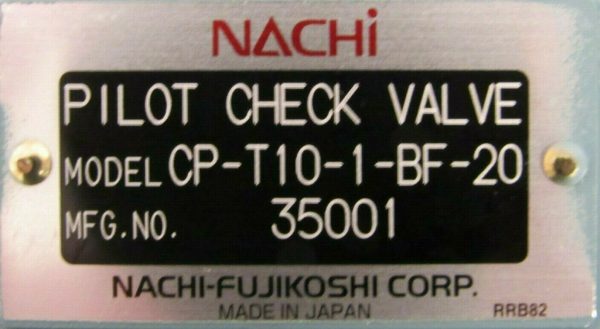 NACHi
PILOT CHECK VALVE
MODEL CP-T10-1-BF-20
MFG.NO. 35001
NACHI-FUJIKOSHI CORP.
MADE IN JAPAN RRB82